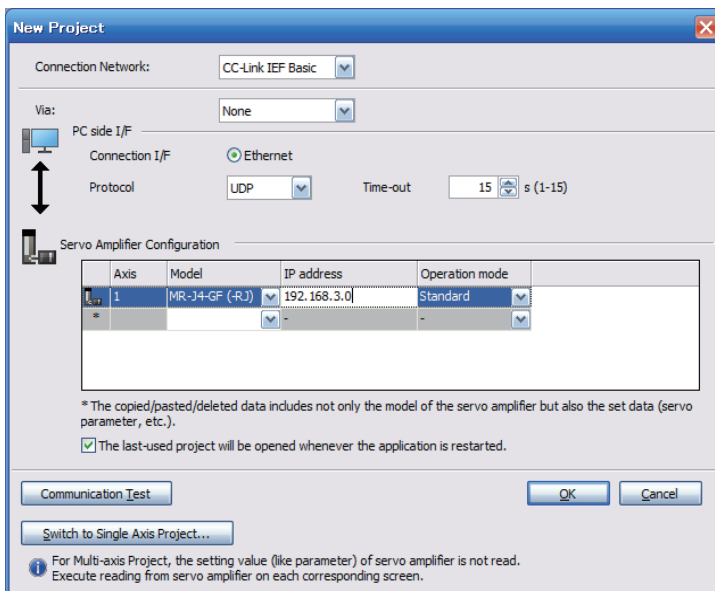 New Project
Connection Network: CC-Link IEF Basic
Via: None
PC side I/F
Connection I/F Ethernet
Protocol UDP Time-out 15 s (1-15)
Servo Amplifier Configuration
Axis Model IP address Operation mode
1 MR-J4-GF (-RJ) 192.168.3.0 Standard
* - -
* The copied/pasted/deleted data includes not only the model of the servo amplifier but also the set data (servo
parameter, etc.).
The last-used project will be opened whenever the application is restarted.
Communication Test OK Cancel
Switch to Single Axis Project...
For Multi-axis Project, the setting value (like parameter) of servo amplifier is not read.
Execute reading from servo amplifier on each corresponding screen.